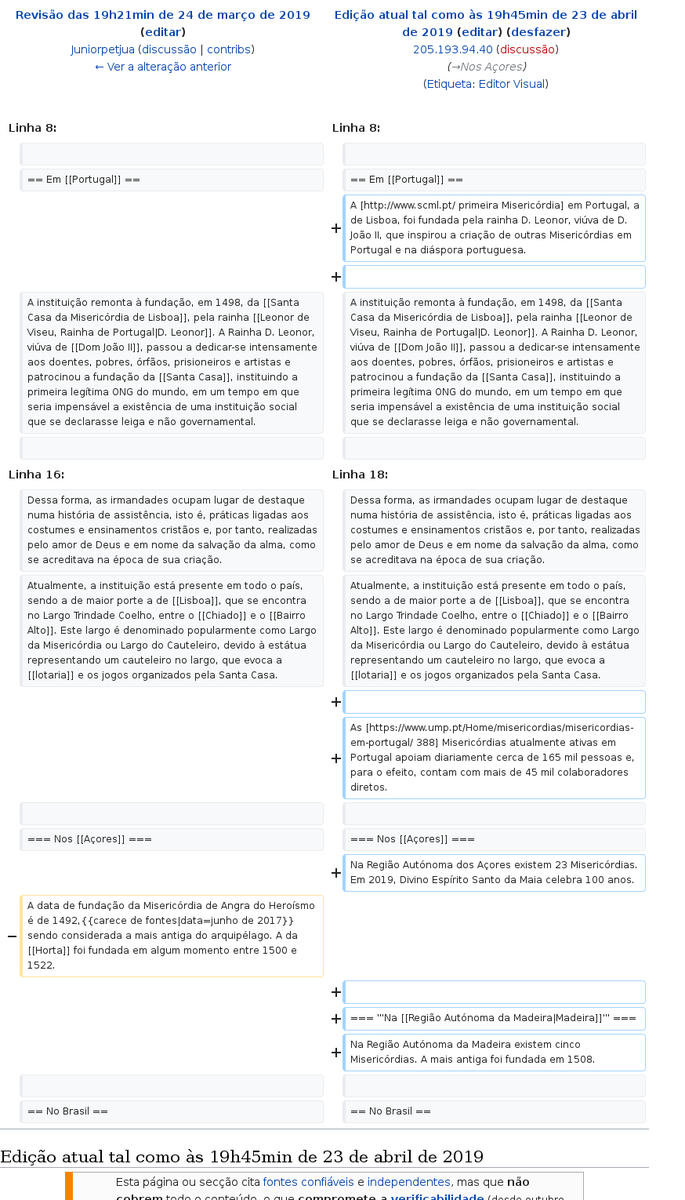 Revisão das 19h21min de 24 de março de 2019
(editar)
Juniorpetjua (discussão | contribs)
← Ver a alteração anterior
Edição atual tal como às 19h45min de 23 de abril
de 2019 (editar) (desfazer)
205.193.94.40 (discussão)
(→Nos Açores)
(Etiqueta: Editor Visual)
Linha 8:
Linha 8:
== Em [[Portugal]] ==
== Em [[Portugal]] ==
+
A [http://www.scml.pt/ primeira Misericórdia] em Portugal, a
de Lisboa, foi fundada pela rainha D. Leonor, viúva de D.
João II, que inspirou a criação de outras Misericórdias em
Portugal e na diáspora portuguesa.
+
A instituição remonta à fundação, em 1498, da [[Santa
Casa da Misericórdia de Lisboa]], pela rainha [[Leonor de
Viseu, Rainha de Portugal|D. Leonor]]. A Rainha D. Leonor,
viúva de [[Dom João II]], passou a dedicar-se intensamente
aos doentes, pobres, órfãos, prisioneiros e artistas e
patrocinou a fundação da [[Santa Casa]], instituindo a
primeira legítima ONG do mundo, em um tempo em que
seria impensável a existência de uma instituição social
que se declarasse leiga e não governamental.
A instituição remonta à fundação, em 1498, da [[Santa
Casa da Misericórdia de Lisboa]], pela rainha [[Leonor de
Viseu, Rainha de Portugal|D. Leonor]]. A Rainha D. Leonor,
viúva de [[Dom João II]], passou a dedicar-se intensamente
aos doentes, pobres, órfãos, prisioneiros e artistas e
patrocinou a fundação da [[Santa Casa]], instituindo a
primeira legítima ONG do mundo, em um tempo em que
seria impensável a existência de uma instituição social
que se declarasse leiga e não governamental.
Linha 16:
Linha 18:
Dessa forma, as irmandades ocupam lugar de destaque
numa história de assistência, isto é, práticas ligadas aos
costumes e ensinamentos cristãos e, por tanto, realizadas
pelo amor de Deus e em nome da salvação da alma, como
se acreditava na época de sua criação.
Dessa forma, as irmandades ocupam lugar de destaque
numa história de assistência, isto é, práticas ligadas aos
costumes e ensinamentos cristãos e, por tanto, realizadas
pelo amor de Deus e em nome da salvação da alma, como
se acreditava na época de sua criação.
Atualmente, a instituição está presente em todo o país,
sendo a de maior porte a de [[Lisboa]], que se encontra
no Largo Trindade Coelho, entre o [[Chiado]] e o [[Bairro
Alto]]. Este largo é denominado popularmente como Largo
da Misericórdia ou Largo do Cauteleiro, devido à estátua
representando um cauteleiro no largo, que evoca a
[[lotaria]] e os jogos organizados pela Santa Casa.
Atualmente, a instituição está presente em todo o país,
sendo a de maior porte a de [[Lisboa]], que se encontra
no Largo Trindade Coelho, entre o [[Chiado]] e o [[Bairro
Alto]]. Este largo é denominado popularmente como Largo
da Misericórdia ou Largo do Cauteleiro, devido à estátua
representando um cauteleiro no largo, que evoca a
[[lotaria]] e os jogos organizados pela Santa Casa.
+
+
As [https://www.ump.pt/Home/misericordias/misericordias-
em-portugal/ 388] Misericórdias atualmente ativas em
Portugal apoiam diariamente cerca de 165 mil pessoas e,
para o efeito, contam com mais de 45 mil colaboradores
diretos.
=== Nos [[Açores]] ===
=== Nos [[Açores]] ===
+
Na Região Autónoma dos Açores existem 23 Misericórdias.
Em 2019, Divino Espírito Santo da Maia celebra 100 anos.
−
A data de fundação da Misericórdia de Angra do Heroísmo
é de 1492,{{carece de fontes|data=junho de 2017}}
sendo considerada a mais antiga do arquipélago. A da
[[Horta]] foi fundada em algum momento entre 1500 e
1522.
+
+
=== '''Na [[Região Autónoma da Madeira|Madeira]]''' ===
+
Na Região Autónoma da Madeira existem cinco
Misericórdias. A mais antiga foi fundada em 1508.
== No Brasil ==
== No Brasil ==
Edição atual tal como às 19h45min de 23 de abril de 2019
Esta página ou secção cita fontes confiáveis e independentes, mas que não
cobrem todo o conteúdo, o que compromete a verificabilidade (desde outubro